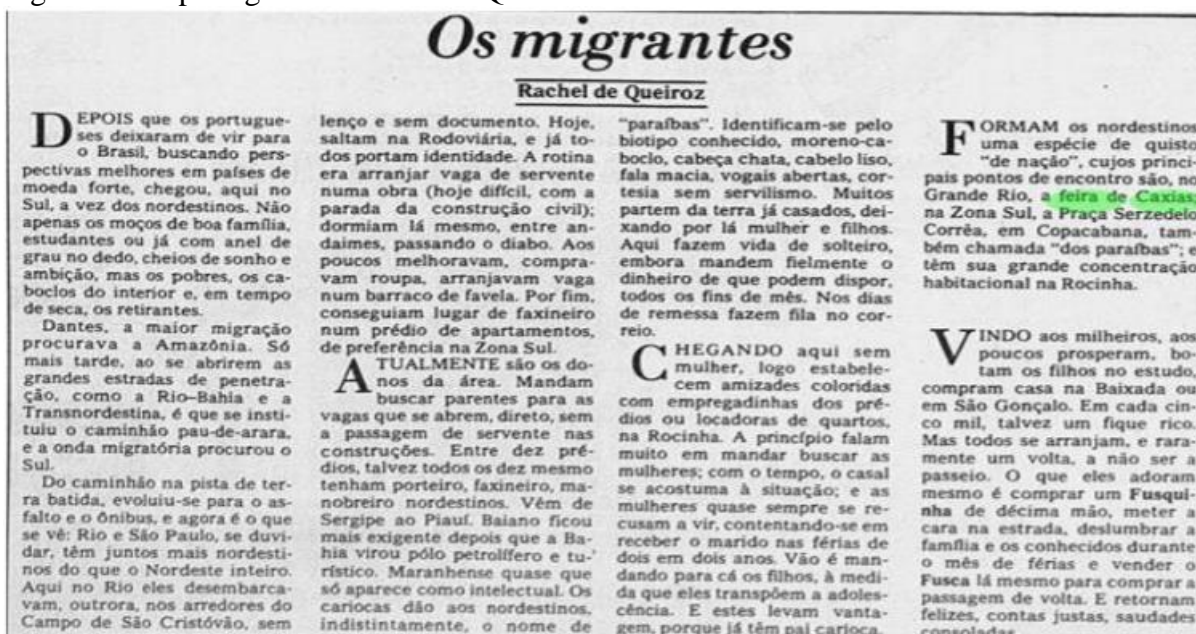 Os migrantes
Rachel de Queiroz
DEPOIS que os portugue-
ses deixaram de vir para
o Brasil, buscando pers-
pectivas melhores em países de
moeda forte, chegou, aqui no
Sul, a vez dos nordestinos. Não
apenas os moços de boa família,
estudantes ou já com anel de
grau no dedo, cheios de sonho e
ambição, mas os pobres, os ca-
boclos do interior e, em tempo
de seca, os retirantes.
Dantes, a maior migração
procurava a Amazônia. Só
mais tarde, ao se abrirem as
grandes estradas de penetra-
ção, como a Rio-Bahia e a
Transnordestina, é que se insti-
tuiu o caminhão pau-de-arara,
e a onda migratória procurou o
Sul.
Do caminhão na pista de ter-
ra batida, evoluiu-se para o as-
falto e o ônibus, e agora é o que
se vê: Rio e São Paulo, se duvi-
dar, têm juntos mais nordesti-
nos do que o Nordeste inteiro.
Aqui no Rio eles desembarca-
vam, outrora, nos arredores do
Campo de São Cristóvão, sem
lenço e sem documento. Hoje,
saltam na Rodoviária, e já to-
dos portam identidade. A rotina
era arranjar vaga de servente
numa obra (hoje difícil, com a
parada da construção civil);
dormiam lá mesmo, entre an-
daimes, passando o diabo. Aos
poucos melhoravam, compra-
vam roupa, arranjavam vaga
num barraco de favela. Por fim,
conseguiam lugar de faxineiro
num prédio de apartamentos,
de preferência na Zona Sul.
ATUALMENTE são os do-
nos da área. Mandam
buscar parentes para as
vagas que se abrem, direto, sem
a passagem de servente nas
construções. Entre dez pré-
dios, talvez todos os dez mesmo
tenham porteiro, faxineiro, ma-
nobreiro nordestinos. Vêm de
Sergipe ao Piauí. Baiano ficou
mais exigente depois que a Ba-
hia virou pólo petrolífero e tu-
rístico. Maranhense quase que
só aparece como intelectual. Os
cariocas dão aos nordestinos,
indistintamente, o nome de
"paraíbas". Identificam-se pelo
biotipo conhecido, moreno-ca-
boclo, cabeça chata, cabelo liso,
fala macia, vogais abertas, cor-
tesia sem servilismo. Muitos
partem da terra já casados, dei-
xando por lá mulher e filhos.
Aqui fazem vida de solteiro,
embora mandem fielmente o
dinheiro de que podem dispor,
todos os fins de mês. Nos dias
de remessa fazem fila no cor-
reio.
CHEGANDO aqui sem
mulher, logo estabele-
cem amizades coloridas
com empregadinhas dos pré-
dios ou locadoras de quartos,
na Rocinha. A princípio falam
muito em mandar buscar as
mulheres; com o tempo, o casal
se acostuma à situação; e as
mulheres quase sempre se re-
cusam a vir, contentando-se em
receber o marido nas férias de
dois em dois anos. Vão é man-
dando para cá os filhos, à medi-
da que eles transpõem a adoles-
cência. E estes levam vanta-
gem, porque já têm pai carioca.
FORMAM os nordestinos
uma espécie de quisto
"de nação", cujos princi-
pais pontos de encontro são, no
Grande Rio, a feira de Caxias;
na Zona Sul, a Praça Serzedelo
Corrêa, em Copacabana, tam-
bém chamada "dos paraíbas"; e
têm sua grande concentração
habitacional na Rocinha.
VINDO aos milheiros, aos
poucos prosperam, bo-
tam os filhos no estudo,
compram casa na Baixada ou
em São Gonçalo. Em cada cin-
co mil, talvez um fique rico.
Mas todos se arranjam, e rara-
mente um volta, a não ser a
passeio. O que eles adoram
mesmo é comprar um Fusqui-
nha de décima mão, meter a
cara na estrada, deslumbrar a
família e os conhecidos durante
o mês de férias e vender o
Fusca lá mesmo para comprar a
passagem de volta. E retornam
felizes, contas justas, saudades
consoladas